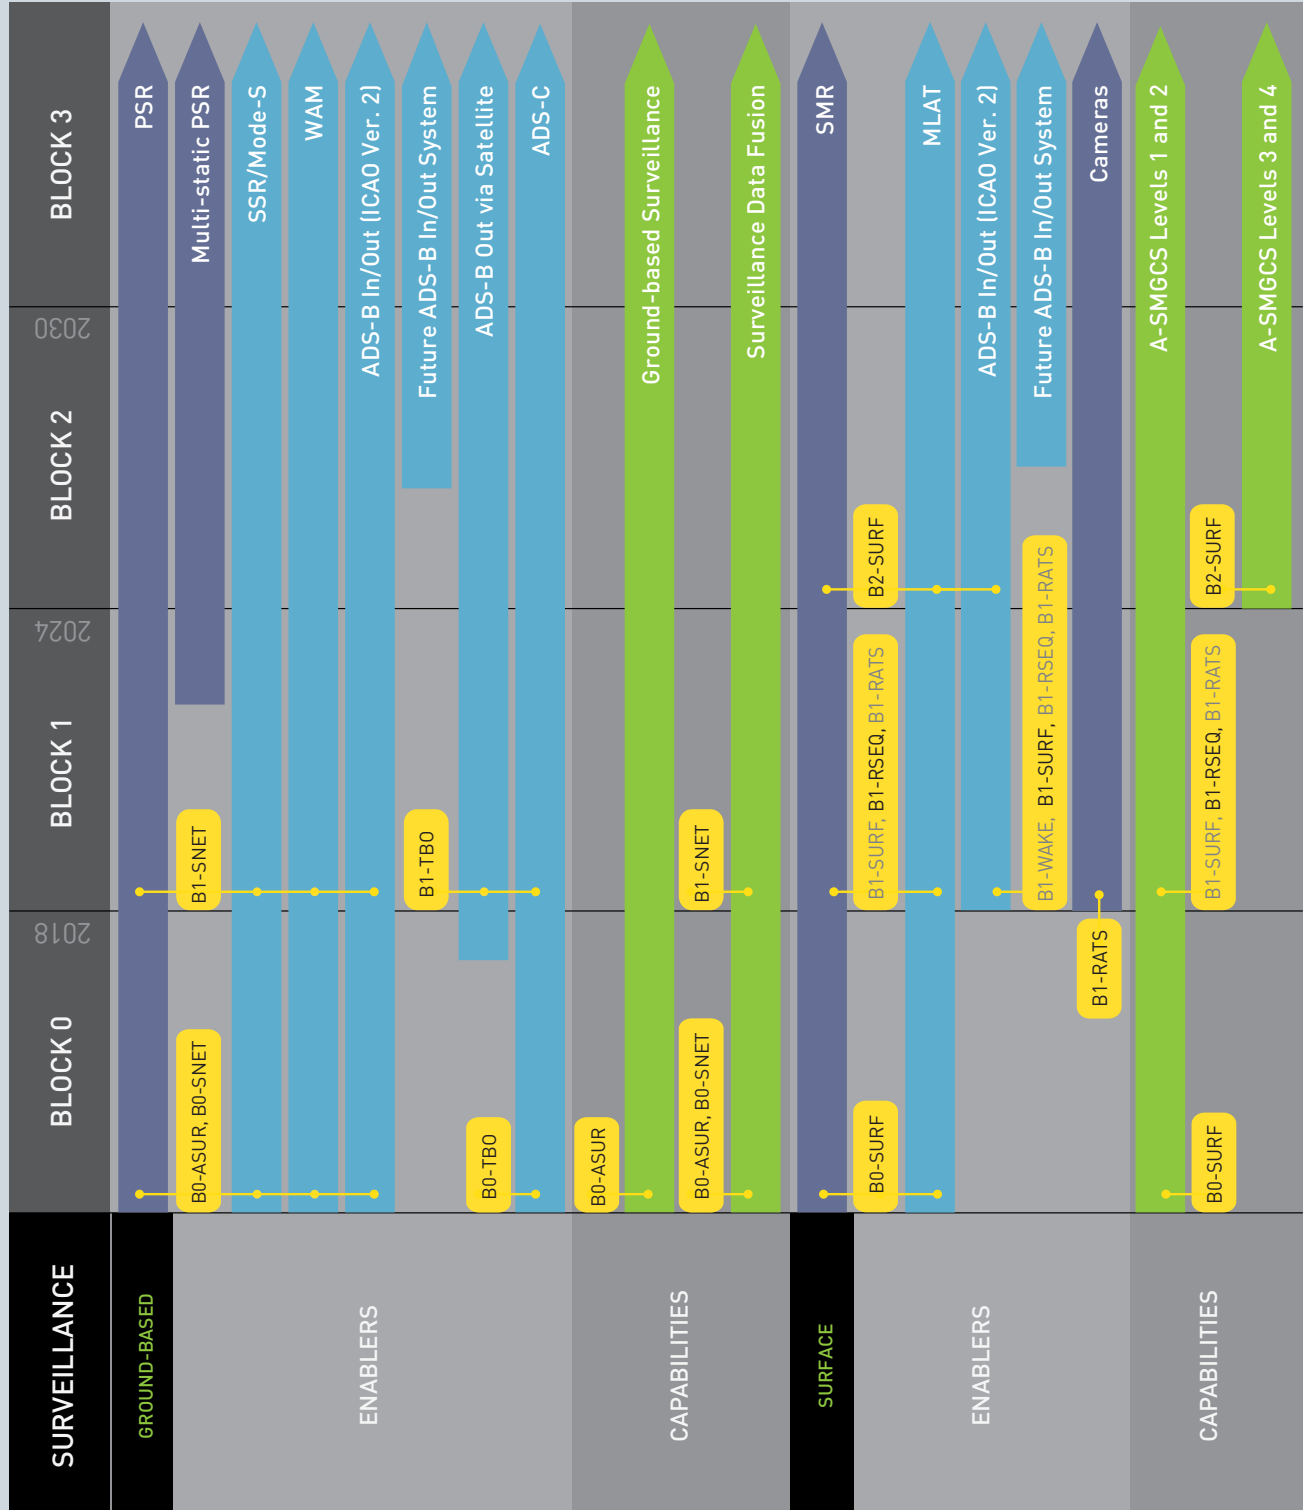 SURVEILLANCE
BLOCK 0
2018
BLOCK 1
2024
BLOCK 2
2030
BLOCK 3
GROUND-BASED
ENABLERS
PSR
B0-ASUR, B0-SNET
B1-SNET
Multi-static PSR
SSR/Mode-S
WAM
ADS-B In/Out (ICAO Ver. 2)
B1-TBO
Future ADS-B In/Out System
B0-TBO
ADS-B Out via Satellite
ADS-C
CAPABILITIES
B0-ASUR
Ground-based Surveillance
B0-ASUR, B0-SNET
B1-SNET
Surveillance Data Fusion
SURFACE
ENABLERS
SMR
B0-SURF
B1-SURF, B1-RSEQ, B1-RATS
B2-SURF
MLAT
ADS-B In/Out (ICAO Ver. 2)
B1-WAKE, B1-SURF, B1-RSEQ, B1-RATS
Future ADS-B In/Out System
B1-RATS
Cameras
CAPABILITIES
A-SMGCS Levels 1 and 2
B0-SURF
B1-SURF, B1-RSEQ, B1-RATS
B2-SURF
A-SMGCS Levels 3 and 4